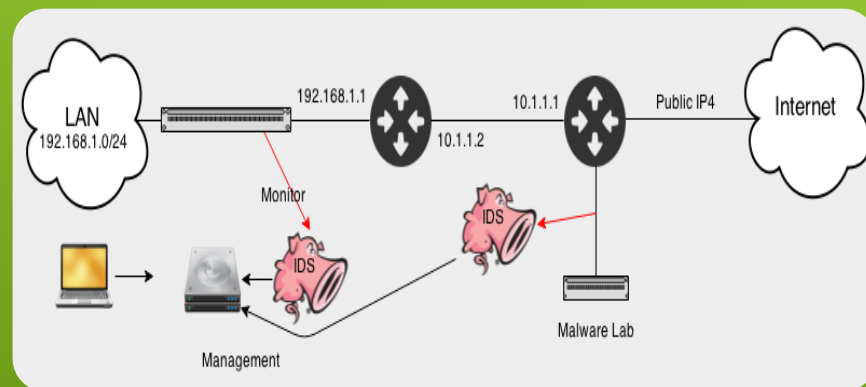 LAN
192.168.1.0/24
192.168.1.1
10.1.1.2
10.1.1.1
Public IP4
Internet
Monitor
IDS
IDS
Management
Malware Lab